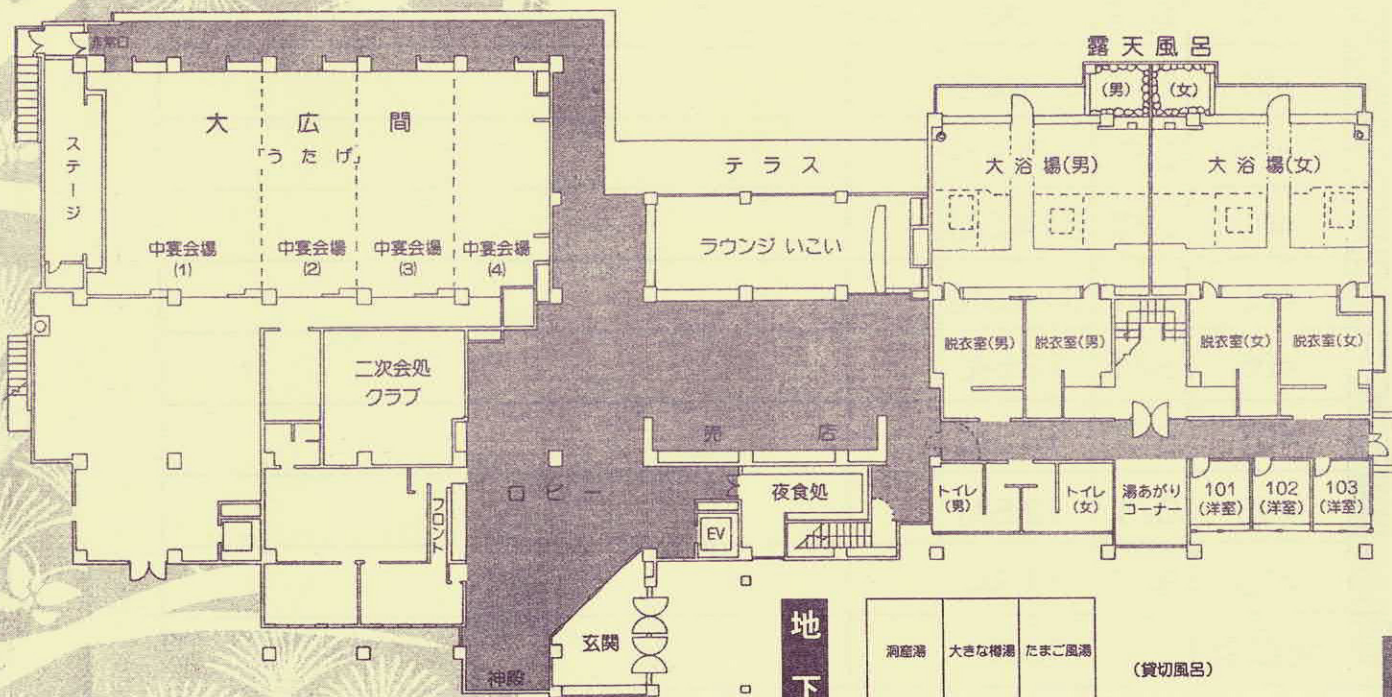 露天風呂
非常口
(男)
(女)
大広間
「うたげ」
ステージ
テラス
大浴場(男)
大浴場(女)
ラウンジ いこい
中宴会場
(1)
中宴会場
(2)
中宴会場
(3)
中宴会場
(4)
脱衣室(男)
脱衣室(男)
脱衣室(女)
脱衣室(女)
二次会処
クラブ
売店
ロビー
フロント
夜食処
EV
トイレ
(男)
トイレ
(女)
湯あがり
コーナー
101
(洋室)
102
(洋室)
103
(洋室)
玄関
神殿
地下
洞窟湯
大きな樽湯
たまご風湯
(貸切風呂)